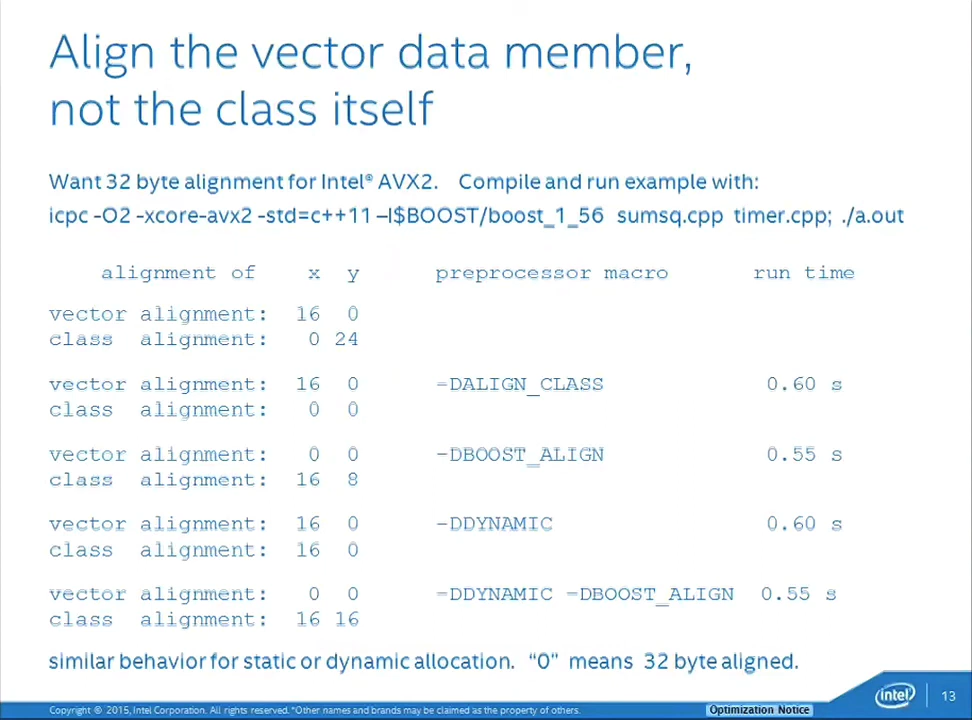 Align the vector data member,
not the class itself
Want 32 byte alignment for Intel® AVX2. Compile and run example with:
icpc -O2 -xcore-avx2 -std=c++11 –I$BOOST/boost_1_56 sumsq.cpp timer.cpp; ./a.out
alignment of x y preprocessor macro run time
vector alignment: 16 0
class alignment: 0 24
vector alignment: 16 0 -DALIGN_CLASS 0.60 s
class alignment: 0 0
vector alignment: 0 0 -DBOOST_ALIGN 0.55 s
class alignment: 16 8
vector alignment: 16 0 -DDYNAMIC 0.60 s
class alignment: 16 0
vector alignment: 0 0 -DDYNAMIC -DBOOST_ALIGN 0.55 s
class alignment: 16 16
similar behavior for static or dynamic allocation. “0” means 32 byte aligned.
Copyright © 2015, Intel Corporation. All rights reserved. *Other names and brands may be claimed as the property of others.
Optimization Notice
intel
13